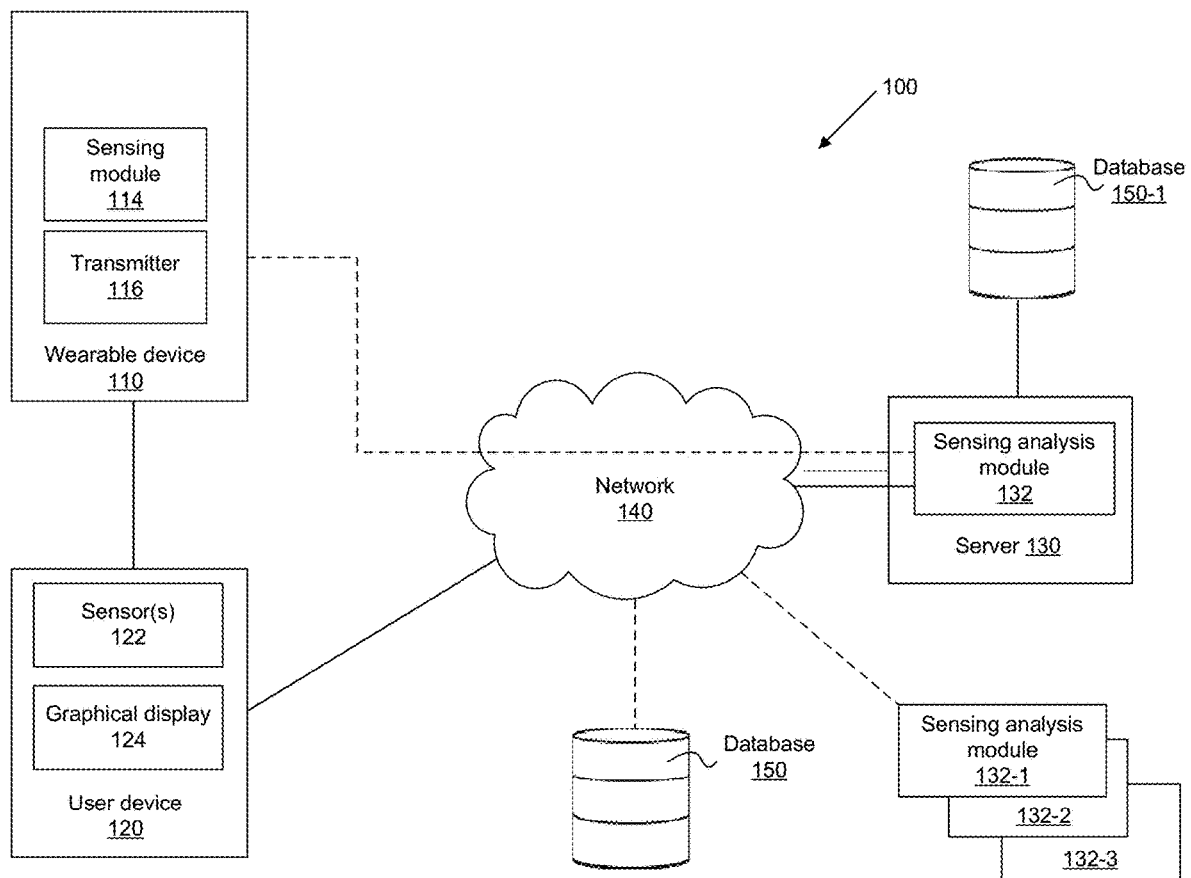 100
Sensing
module
114
Transmitter
116
Wearable device
110
Database
150-1
Sensing analysis
module
132
Server 130
Network
140
Sensor(s)
122
Graphical display
124
User device
120
Database
150
Sensing analysis
module
132-1
132-2
132-3